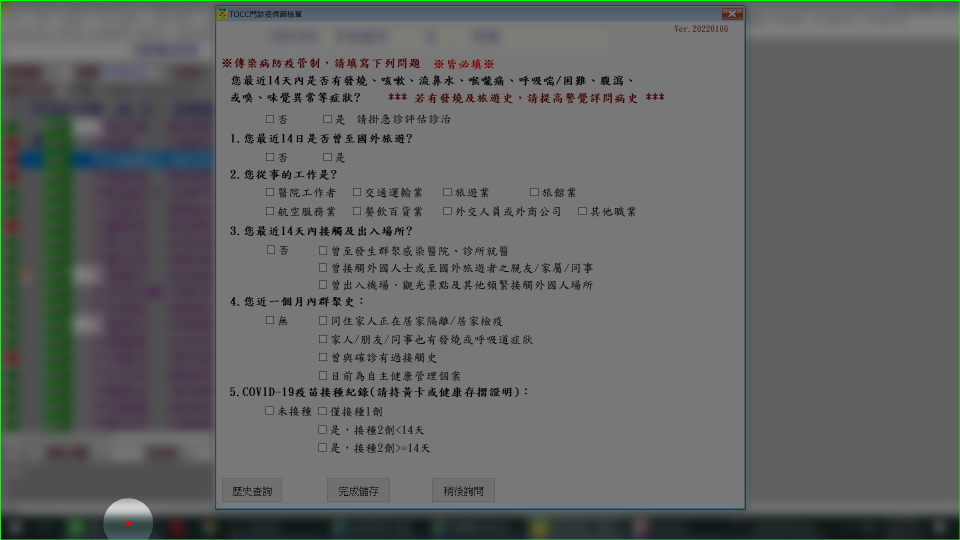 TOCC門診疫病篩檢單
Ver.20220106
※傳染病防疫管制，請填寫下列問題 ※皆必填※
您最近14天內是否有發燒、咳嗽、流鼻水、喉嚨痛、呼吸喘/困難、腹瀉、
或嗅、味覺異常等症狀? *** 若有發燒及旅遊史，請提高警覺詳問病史 ***
否 是 請掛急診評估診治
1.您最近14日是否曾至國外旅遊?
否 是
2.您從事的工作是?
醫院工作者 交通運輸業 旅遊業 旅館業
航空服務業 餐飲百貨業 外交人員或外商公司 其他職業
3.您最近14天內接觸及出入場所?
否 曾至發生群聚感染醫院、診所就醫
曾接觸外國人士或至國外旅遊者之親友/家屬/同事
曾出入機場、觀光景點及其他頻繁接觸外國人場所
4.您近一個月內群聚史：
無 同住家人正在居家隔離/居家檢疫
家人/朋友/同事也有發燒或呼吸道症狀
曾與確診有過接觸史
目前為自主健康管理個案
5.COVID-19疫苗接種紀錄(請持黃卡或健康存摺證明)：
未接種 僅接種1劑
是，接種2劑<14天
是，接種2劑>=14天
歷史查詢 完成儲存 稍後詢問